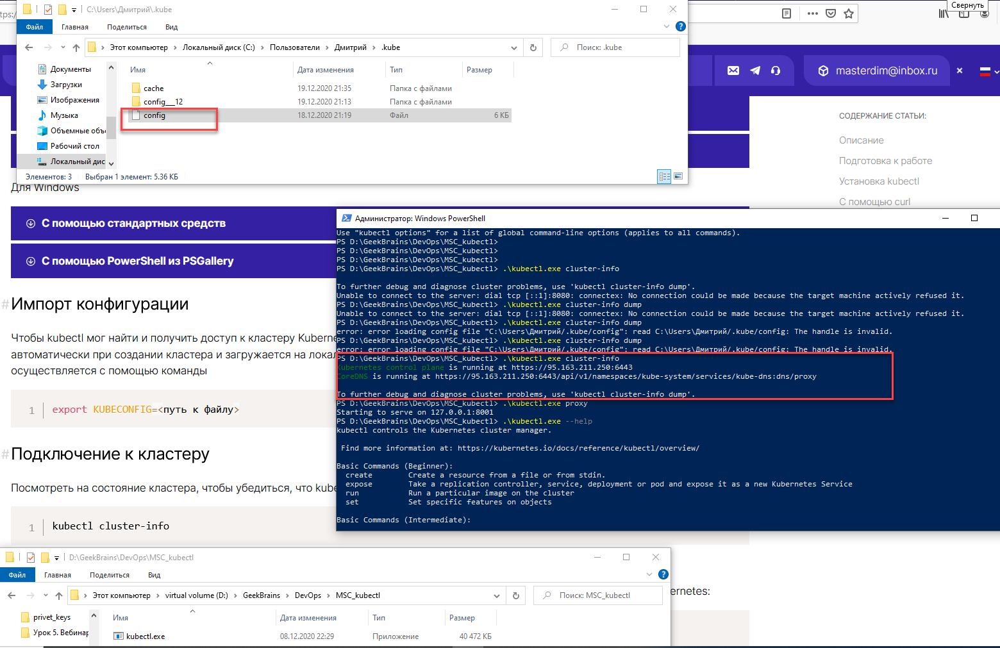 C:\Users\Дмитрий\.kube
Свернуть
tps:/
Файл Главная Поделиться Вид
Этот компьютер › Локальный диск (C:) › Пользователи › Дмитрий › .kube
Поиск: .kube
masterdim@inbox.ru
Документы
Загрузки
Изображения
Музыка
Объемные объ
Рабочий стол
Локальный дис
Имя Дата изменения Тип Размер
cache 19.12.2020 21:35 Папка с файлами
config__12 19.12.2020 21:13 Папка с файлами
config 18.12.2020 21:19 Файл 6 КБ
Элементов: 3 Выбран 1 элемент: 5.36 КБ
СОДЕРЖАНИЕ СТАТЬИ:
Описание
Подготовка к работе
Установка kubectl
С помощью curl
Для Windows
С помощью стандартных средств
С помощью PowerShell из PSGallery
#Импорт конфигурации
Чтобы kubectl мог найти и получить доступ к кластеру Kuberne
автоматически при создании кластера и загружается на локал
осуществляется с помощью команды
1 export KUBECONFIG=<путь к файлу>
#Подключение к кластеру
Посмотреть на состояние кластера, чтобы убедиться, что kube
1 kubectl cluster-info
ernetes:
Администратор: Windows PowerShell
Use "kubectl options" for a list of global command-line options (applies to all commands).
PS D:\GeekBrains\DevOps\MSC_kubectl>
PS D:\GeekBrains\DevOps\MSC_kubectl>
PS D:\GeekBrains\DevOps\MSC_kubectl>
PS D:\GeekBrains\DevOps\MSC_kubectl> .\kubectl.exe cluster-info
To further debug and diagnose cluster problems, use 'kubectl cluster-info dump'.
Unable to connect to the server: dial tcp [::1]:8080: connectex: No connection could be made because the target machine actively refused it.
PS D:\GeekBrains\DevOps\MSC_kubectl> .\kubectl.exe cluster-info dump
Unable to connect to the server: dial tcp [::1]:8080: connectex: No connection could be made because the target machine actively refused it.
PS D:\GeekBrains\DevOps\MSC_kubectl> .\kubectl.exe cluster-info dump
error: error loading config file "C:\Users\Дмитрий/.kube/config": read C:\Users\Дмитрий/.kube/config: The handle is invalid.
PS D:\GeekBrains\DevOps\MSC_kubectl> .\kubectl.exe cluster-info dump
error: error loading config file "C:\Users\Дмитрий/.kube/config": read C:\Users\Дмитрий/.kube/config: The handle is invalid.
PS D:\GeekBrains\DevOps\MSC_kubectl> .\kubectl.exe cluster-info
Kubernetes control plane is running at https://95.163.211.250:6443
CoreDNS is running at https://95.163.211.250:6443/api/v1/namespaces/kube-system/services/kube-dns:dns/proxy
To further debug and diagnose cluster problems, use 'kubectl cluster-info dump'.
PS D:\GeekBrains\DevOps\MSC_kubectl> .\kubectl.exe proxy
Starting to serve on 127.0.0.1:8001
PS D:\GeekBrains\DevOps\MSC_kubectl> .\kubectl.exe --help
kubectl controls the Kubernetes cluster manager.
Find more information at: https://kubernetes.io/docs/reference/kubectl/overview/
Basic Commands (Beginner):
create Create a resource from a file or from stdin.
expose Take a replication controller, service, deployment or pod and expose it as a new Kubernetes Service
run Run a particular image on the cluster
set Set specific features on objects
Basic Commands (Intermediate):
D:\GeekBrains\DevOps\MSC_kubectl
Файл Главная Поделиться Вид
Этот компьютер › virtual volume (D:) › GeekBrains › DevOps › MSC_kubectl
Поиск: MSC_kubectl
privet_keys
Урок 5. Вебинар
Имя Дата изменения Тип Размер
kubectl.exe 08.12.2020 22:29 Приложение 40 472 КБ